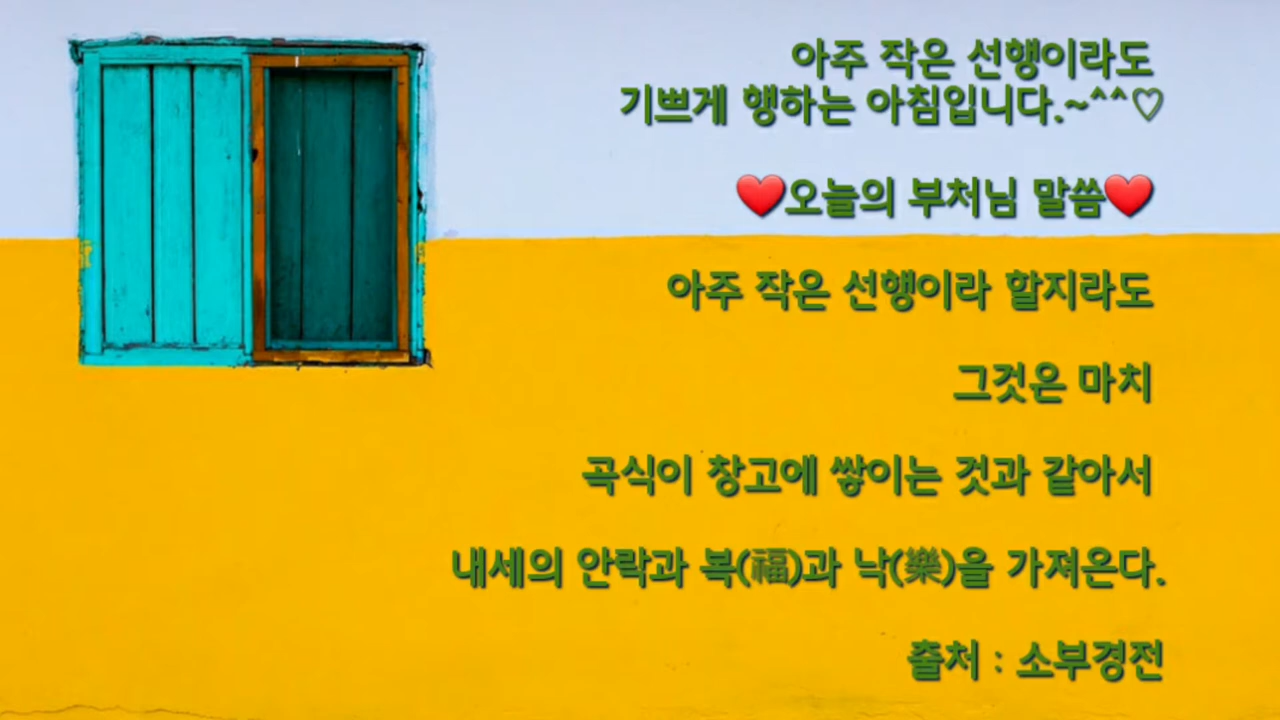 아주 작은 선행이라도
기쁘게 행하는 아침입니다.~^^♡
❤️오늘의 부처님 말씀❤️
아주 작은 선행이라 할지라도
그것은 마치
곡식이 창고에 쌓이는 것과 같아서
내세의 안락과 복(福)과 낙(樂)을 가져온다.
출처 : 소부경전